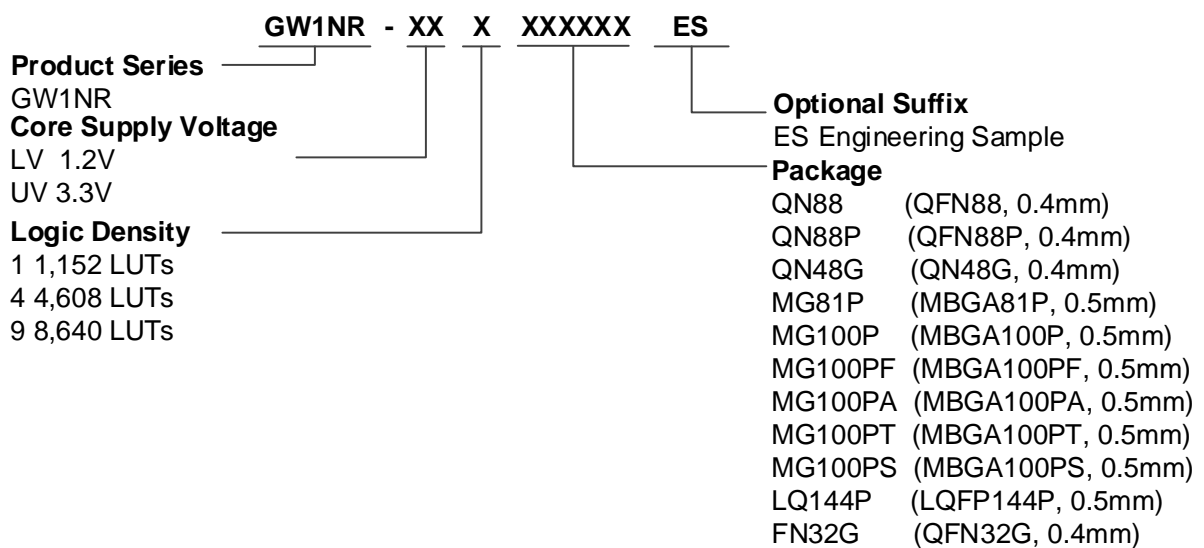 GW1NR - XX X XXXXXX ES
Product Series
GW1NR
Core Supply Voltage
LV 1.2V
UV 3.3V
Logic Density
1 1,152 LUTs
4 4,608 LUTs
9 8,640 LUTs
Optional Suffix
ES Engineering Sample
Package
QN88 (QFN88, 0.4mm)
QN88P (QFN88P, 0.4mm)
QN48G (QN48G, 0.4mm)
MG81P (MBGA81P, 0.5mm)
MG100P (MBGA100P, 0.5mm)
MG100PF (MBGA100PF, 0.5mm)
MG100PA (MBGA100PA, 0.5mm)
MG100PT (MBGA100PT, 0.5mm)
MG100PS (MBGA100PS, 0.5mm)
LQ144P (LQFP144P, 0.5mm)
FN32G (QFN32G, 0.4mm)